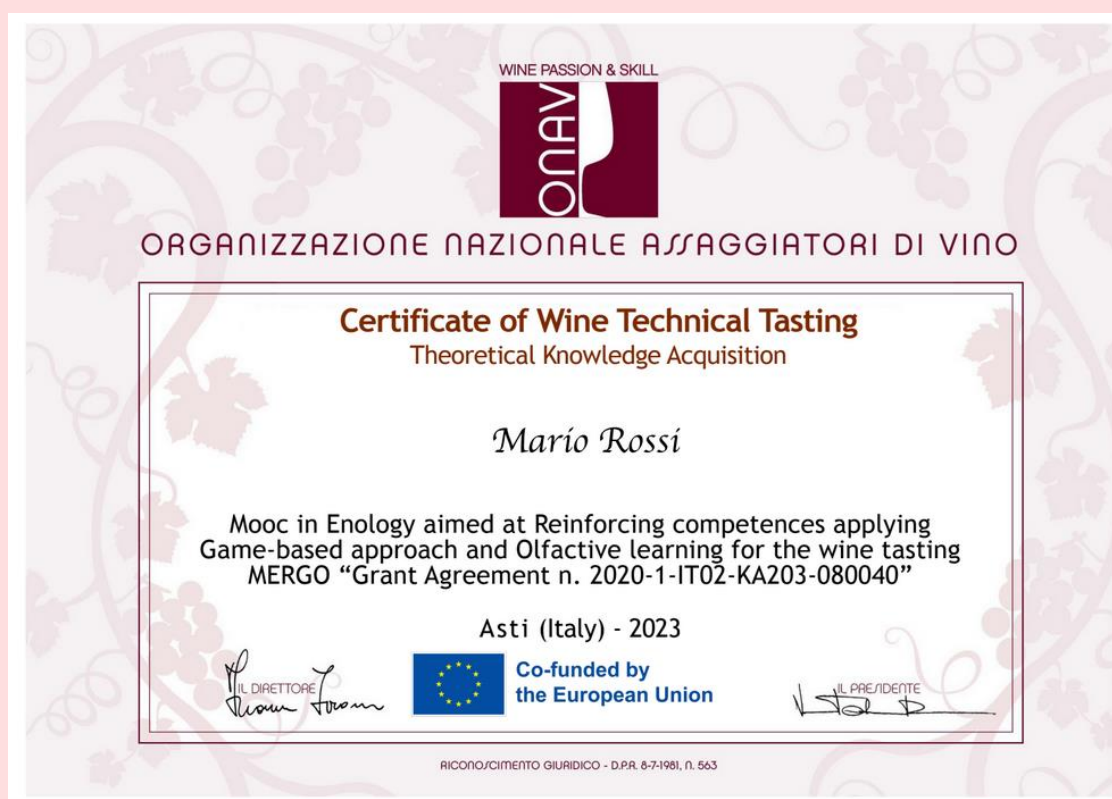 WINE PASSION & SKILL
ONAV
ORGANIZZAZIONE NAZIONALE ASSAGGIATORI DI VINO
Certificate of Wine Technical Tasting
Theoretical Knowledge Acquisition
Mario Rossi
Mooc in Enology aimed at Reinforcing competences applying
Game-based approach and Olfactive learning for the wine tasting
MERGO “Grant Agreement n. 2020-1-IT02-KA203-080040”
Asti (Italy) - 2023
IL DIRETTORE
Co-funded by
the European Union
IL PRESIDENTE
RICONOSCIMENTO GIURIDICO - D.P.R. 8-7-1981, N. 563